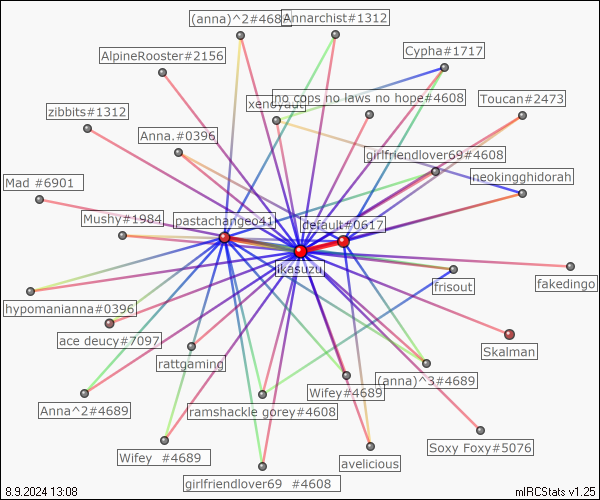 (anna)^2#4689
Annarchist#1312
Cypha#1717
AlpineRooster#2156
xenoyaut
no cops no laws no hope#4608
Toucan#2473
zibbits#1312
Anna.#0396
girlfriendlover69#4608
neokingghidorah
Mad #6901
Mushy#1984
pastachangeo41
default#0617
ikasuzu
frisout
fakedingo
hypomanianna#0396
ace deucy#7097
rattgaming
Skalman
Wifey#4689
(anna)^3#4689
Anna^2#4689
ramshackle gorey#4608
Soxy Foxy#5076
Wifey #4689
avelicious
girlfriendlover69 #4608
8.9.2024 13:08
mIRCStats v1.25